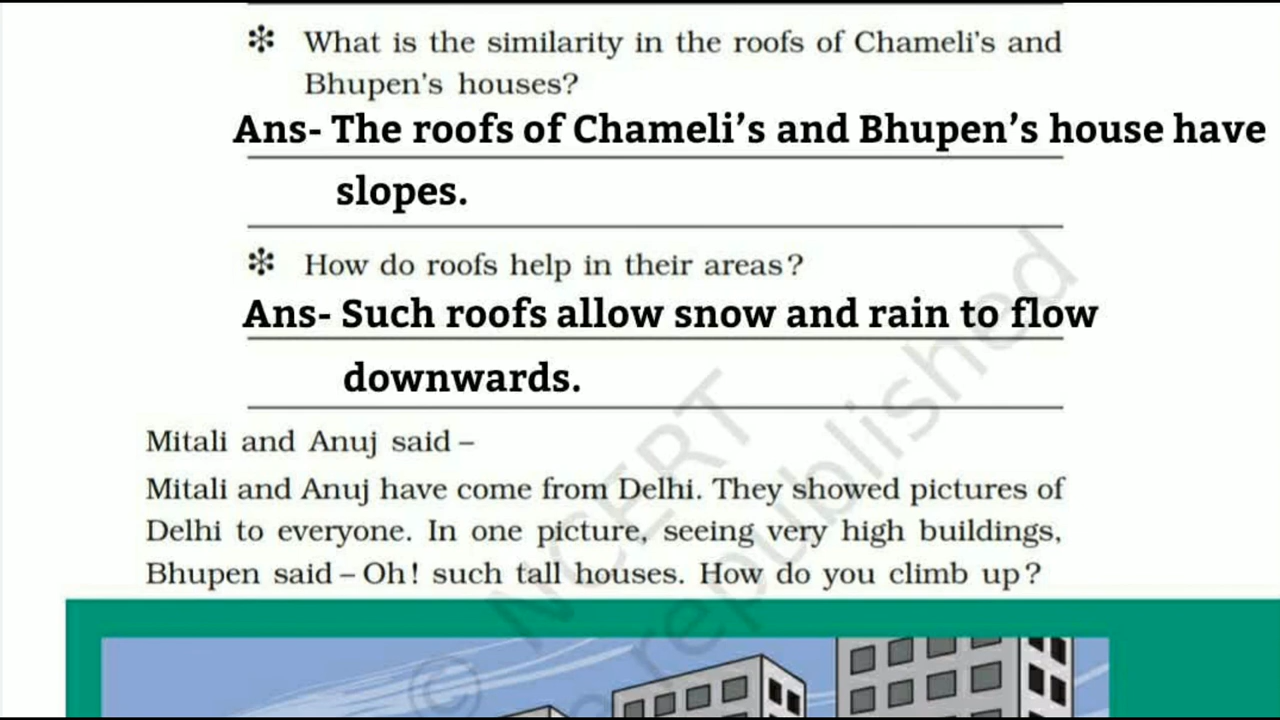 ❇ What is the similarity in the roofs of Chameli's and
Bhupen's houses?
Ans- The roofs of Chameli’s and Bhupen’s house have
slopes.
❇ How do roofs help in their areas?
Ans- Such roofs allow snow and rain to flow
downwards.
Mitali and Anuj said –
Mitali and Anuj have come from Delhi. They showed pictures of
Delhi to everyone. In one picture, seeing very high buildings,
Bhupen said – Oh! such tall houses. How do you climb up?
© NCERT
republished